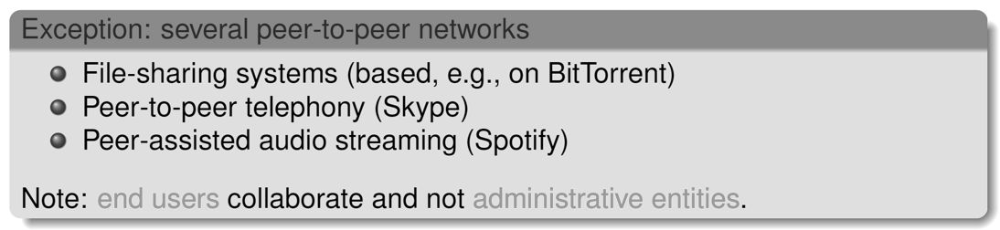 Exception: several peer-to-peer networks
File-sharing systems (based, e.g., on BitTorrent)
Peer-to-peer telephony (Skype)
Peer-assisted audio streaming (Spotify)
Note: end users collaborate and not administrative entities.